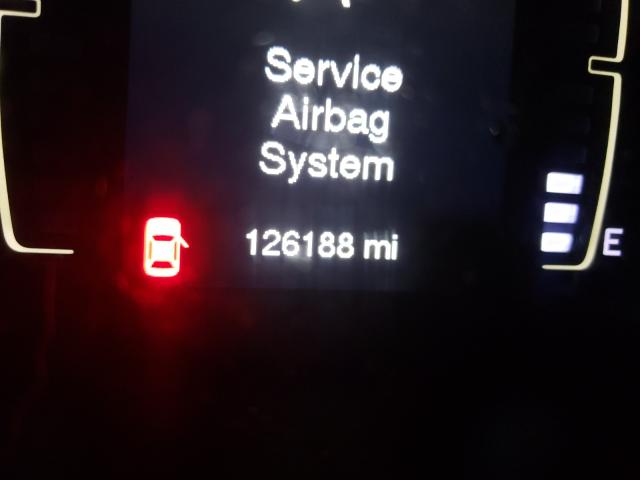 Service
Airbag
System
126188 mi
E